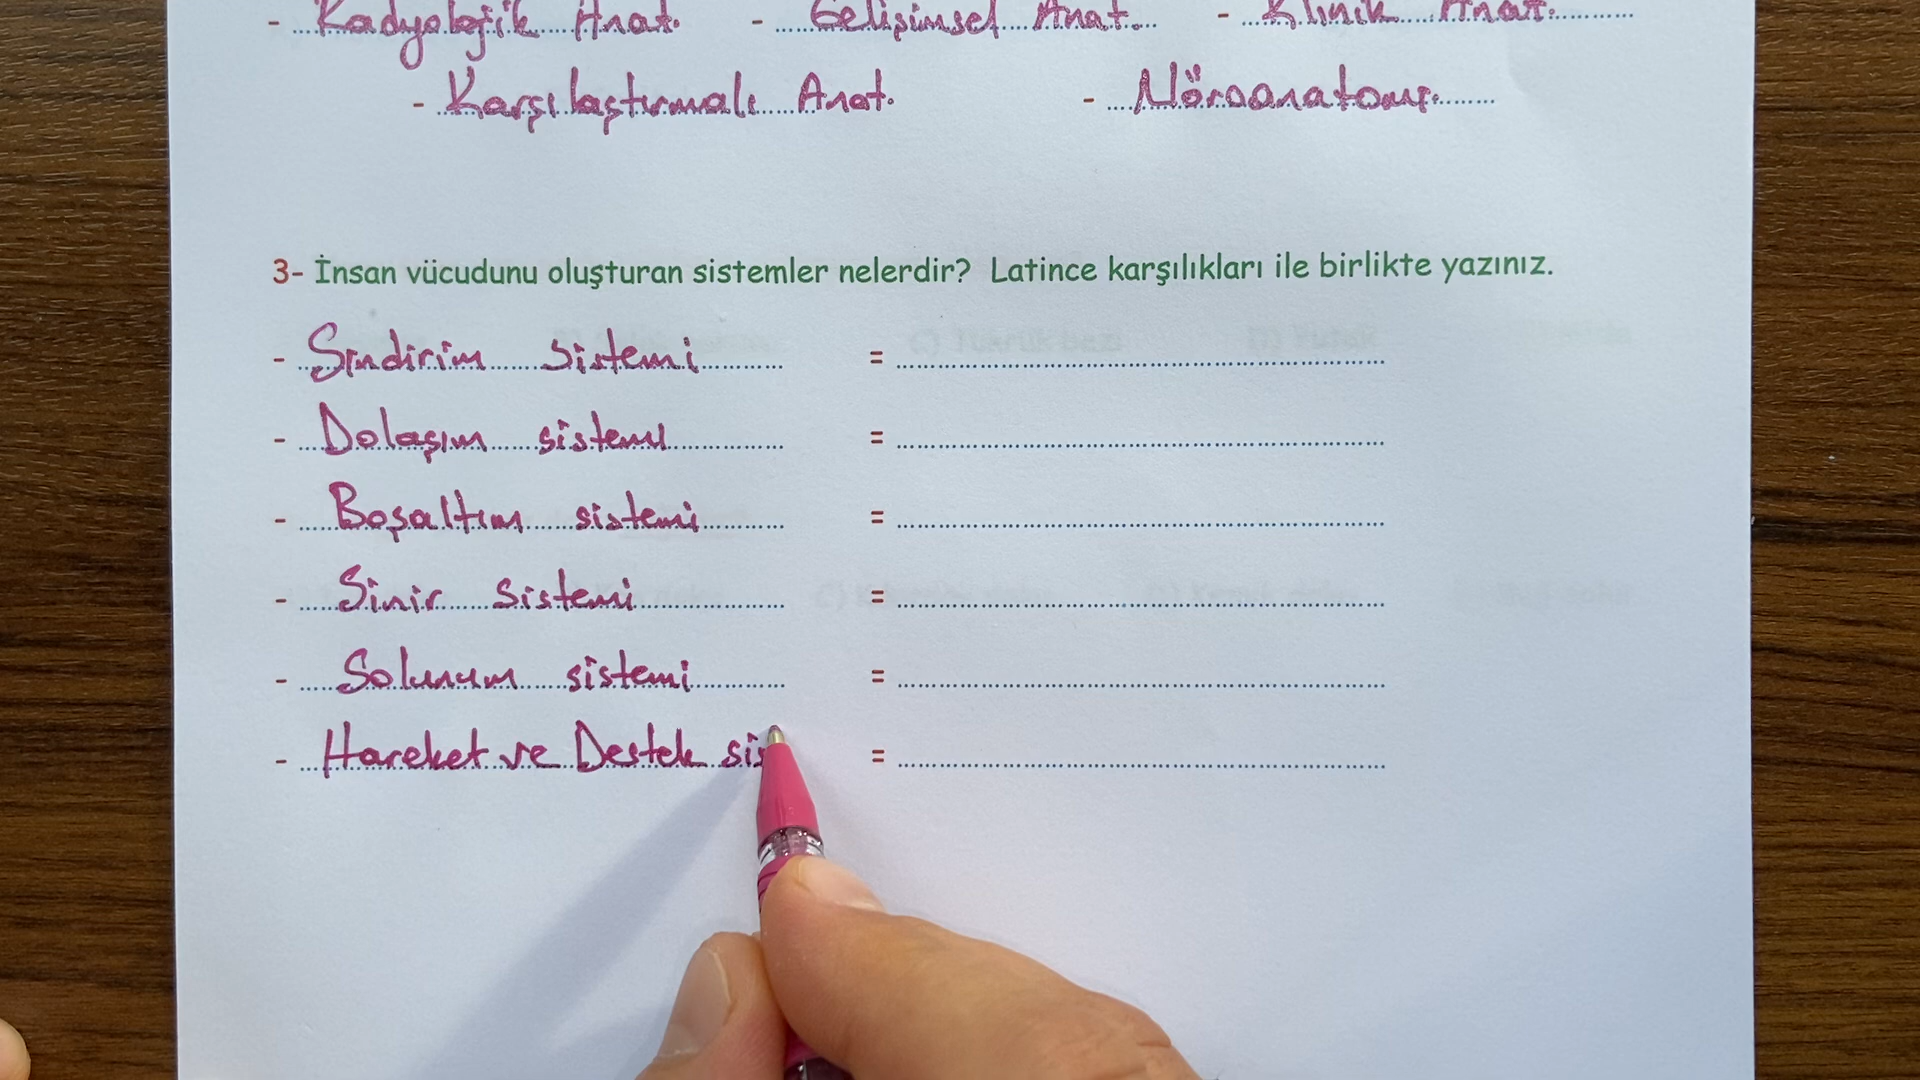 - Radyolojik Anat. - Gelişimsel Anat. - Klinik Anat.
- Karşılaştırmalı Anat. - Nöroanatomi.
3- İnsan vücudunu oluşturan sistemler nelerdir? Latince karşılıkları ile birlikte yazınız.
- Sindirim sistemi =
- Dolaşım sistemi =
- Boşaltım sistemi =
- Sinir sistemi =
- Solunum sistemi =
- Hareket ve Destek sis =